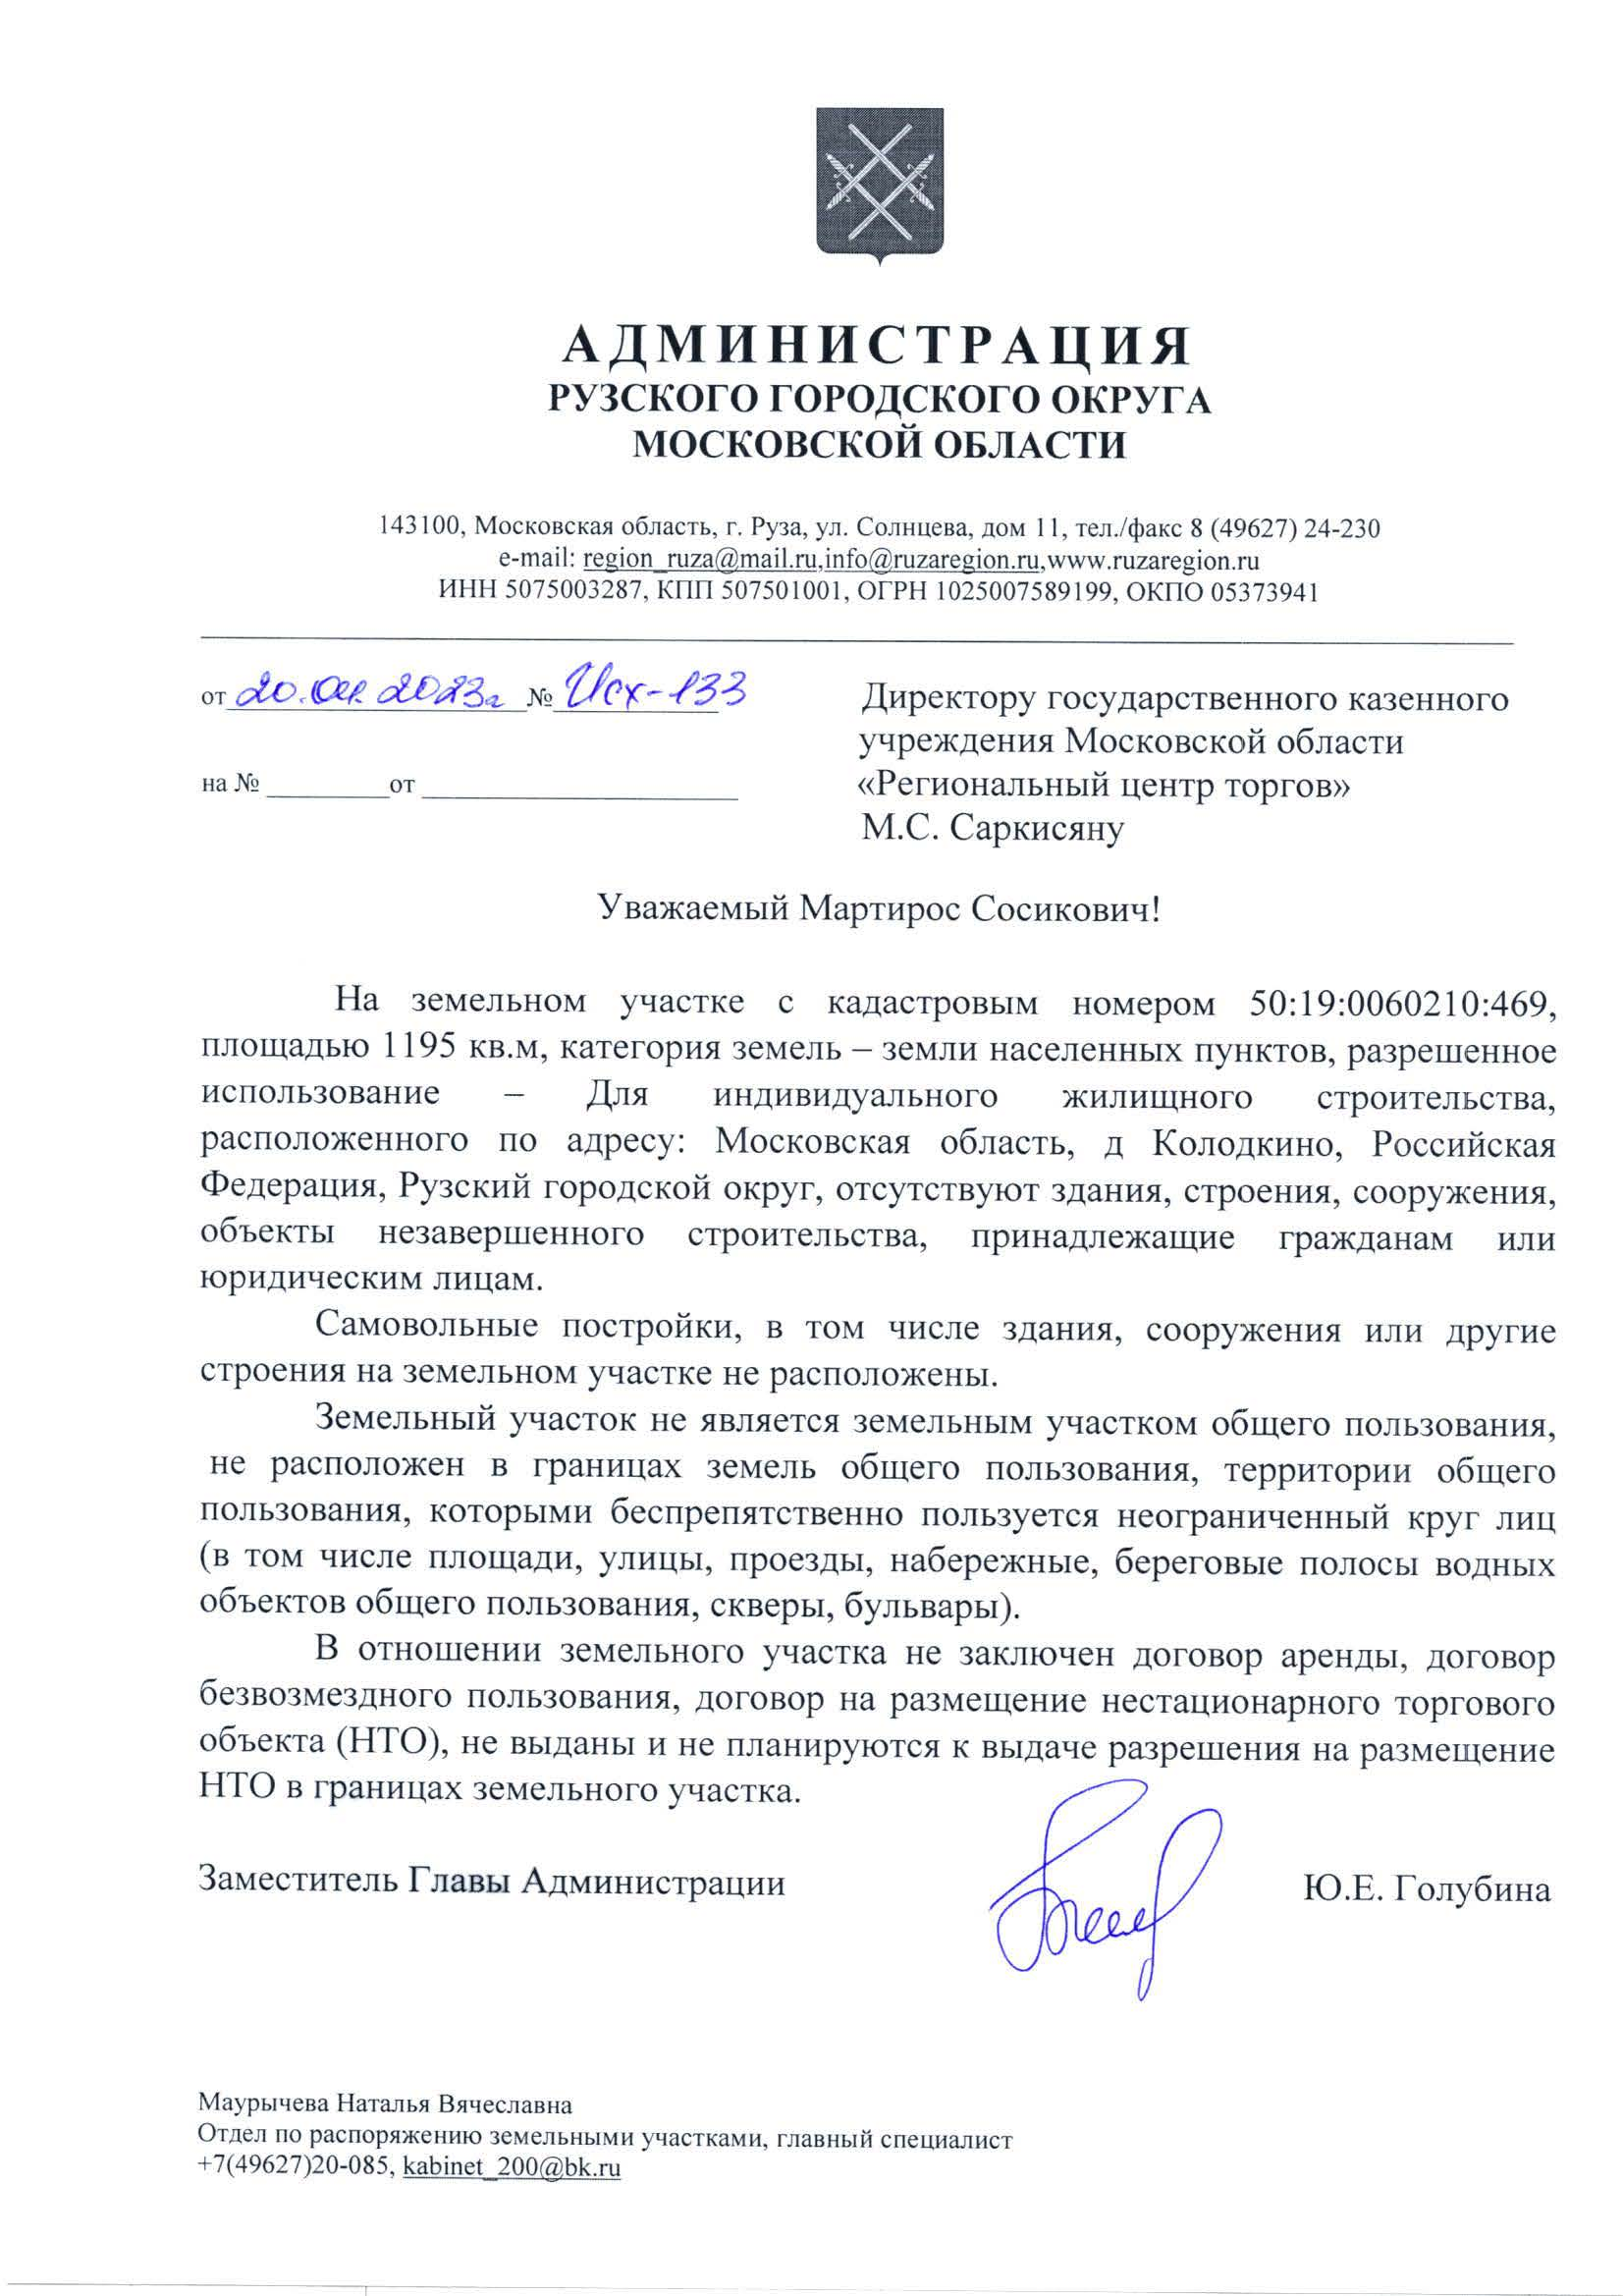 АДМИНИСТРАЦИЯ
РУЗСКОГО ГОРОДСКОГО ОКРУГА
МОСКОВСКОЙ ОБЛАСТИ
143100, Московская область, г. Руза, ул. Солнцева, дом 11, тел./факс 8 (49627) 24-230
e-mail: region_ruza@mail.ru,info@ruzaregion.ru,www.ruzaregion.ru
ИНН 5075003287, КПП 507501001, ОГРН 1025007589199, ОКПО 05373941
от 20.04.2023г № Исх-133
на № ________ от ____________
Директору государственного казенного
учреждения Московской области
«Региональный центр торгов»
М.С. Саркисяну
Уважаемый Мартирос Сосикович!
На земельном участке с кадастровым номером 50:19:0060210:469,
площадью 1195 кв.м, категория земель – земли населенных пунктов, разрешенное
использование – Для индивидуального жилищного строительства,
расположенного по адресу: Московская область, д Колодкино, Российская
Федерация, Рузский городской округ, отсутствуют здания, строения, сооружения,
объекты незавершенного строительства, принадлежащие гражданам или
юридическим лицам.
Самовольные постройки, в том числе здания, сооружения или другие
строения на земельном участке не расположены.
Земельный участок не является земельным участком общего пользования,
не расположен в границах земель общего пользования, территории общего
пользования, которыми беспрепятственно пользуется неограниченный круг лиц
(в том числе площади, улицы, проезды, набережные, береговые полосы водных
объектов общего пользования, скверы, бульвары).
В отношении земельного участка не заключен договор аренды, договор
безвозмездного пользования, договор на размещение нестационарного торгового
объекта (НТО), не выданы и не планируются к выдаче разрешения на размещение
НТО в границах земельного участка.
Заместитель Главы Администрации Ю.Е. Голубина
Маурычева Наталья Вячеславна
Отдел по распоряжению земельными участками, главный специалист
+7(49627)20-085, kabinet_200@bk.ru